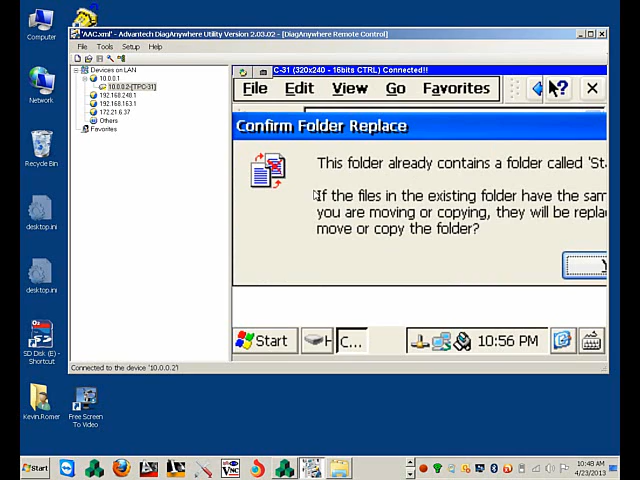 Computer
Network
Recycle Bin
desktop.ini
desktop.ini
SD Disk (E) - Shortcut
Kevin.Romer
Free Screen To Video
'AAC.xml' - Advantech DiagAnywhere Utility Version 2.03.02 - [DiagAnywhere Remote Control]
File Tools Setup Help
Devices on LAN
10.0.0.1
10.0.0.2-[TPC-31]
192.168.248.1
192.168.163.1
172.21.6.37
Others
Favorites
C-31 (320x240 - 16bits CTRL) Connected!!
File Edit View Go Favorites
Confirm Folder Replace
This folder already contains a folder called 'Sta
If the files in the existing folder have the sam
you are moving or copying, they will be repla
move or copy the folder?
Y
Start H C... 10:56 PM
Connected to the device '10.0.0.2'
Start
VNC
10:48 AM
4/23/2013